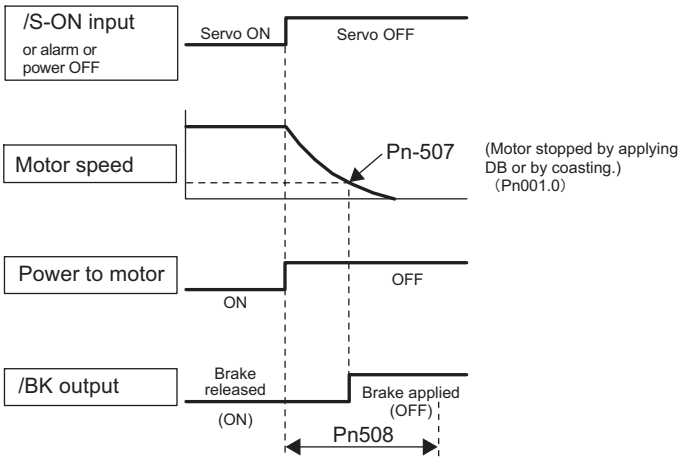 /S-ON input
or alarm or
power OFF
Servo ON
Servo OFF
Motor speed
Pn-507
(Motor stopped by applying
DB or by coasting.)
（Pn001.0）
Power to motor
ON
OFF
/BK output
Brake
released
(ON)
Brake applied
(OFF)
Pn508